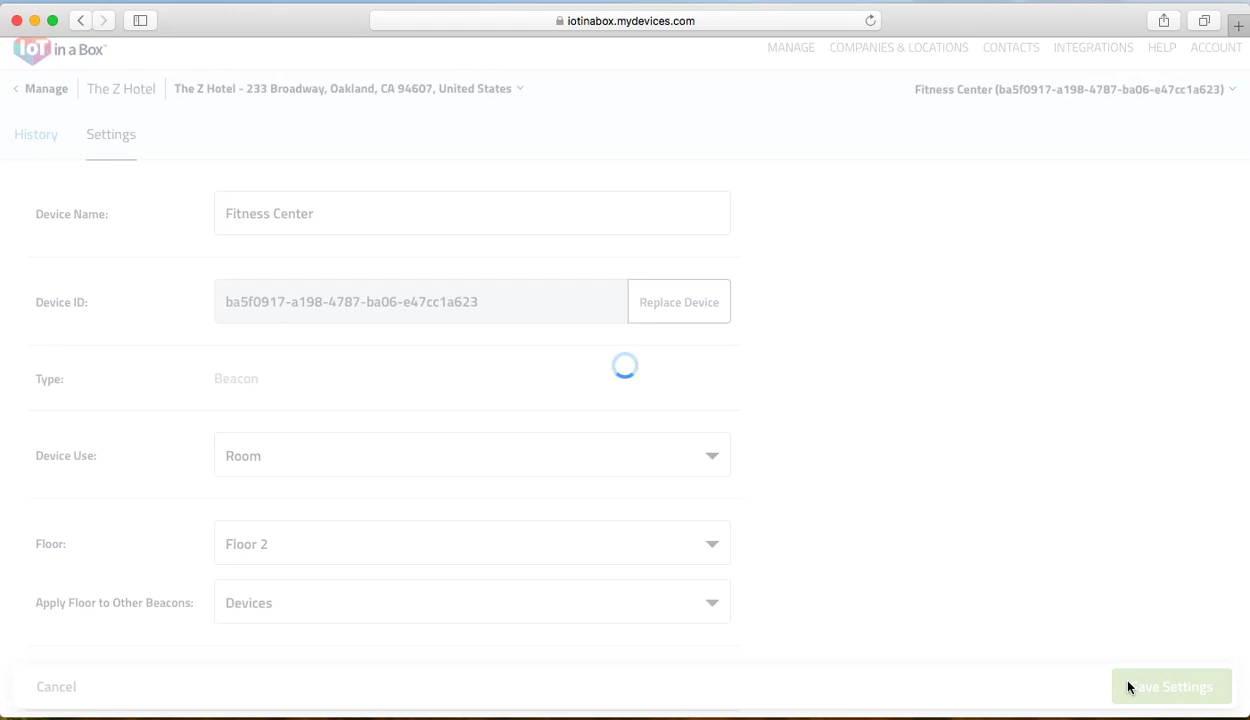 iotinabox.mydevices.com
IoT in a Box
MANAGE COMPANIES & LOCATIONS CONTACTS INTEGRATIONS HELP ACCOUNT
Manage The Z Hotel The Z Hotel - 233 Broadway, Oakland, CA 94607, United States Fitness Center (ba5f0917-a198-4787-ba06-e47cc1a623)
History Settings
Device Name: Fitness Center
Device ID: ba5f0917-a198-4787-ba06-e47cc1a623 Replace Device
Type: Beacon
Device Use: Room
Floor: Floor 2
Apply Floor to Other Beacons: Devices
Cancel Save Settings